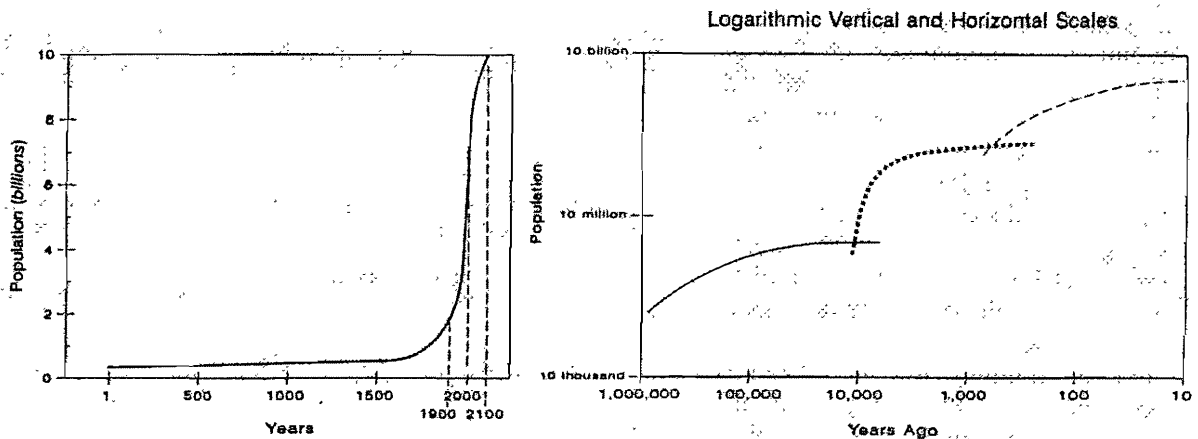 Logarithmic Vertical and Horizontal Scales
10
8
6
4
2
0
Population (billions)
1 500 1000 1500 2000
1900 2100
Years
10 billion
10 million
10 thousand
Population
1,000,000 100,000 10,000 1,000 100 10
Years Ago